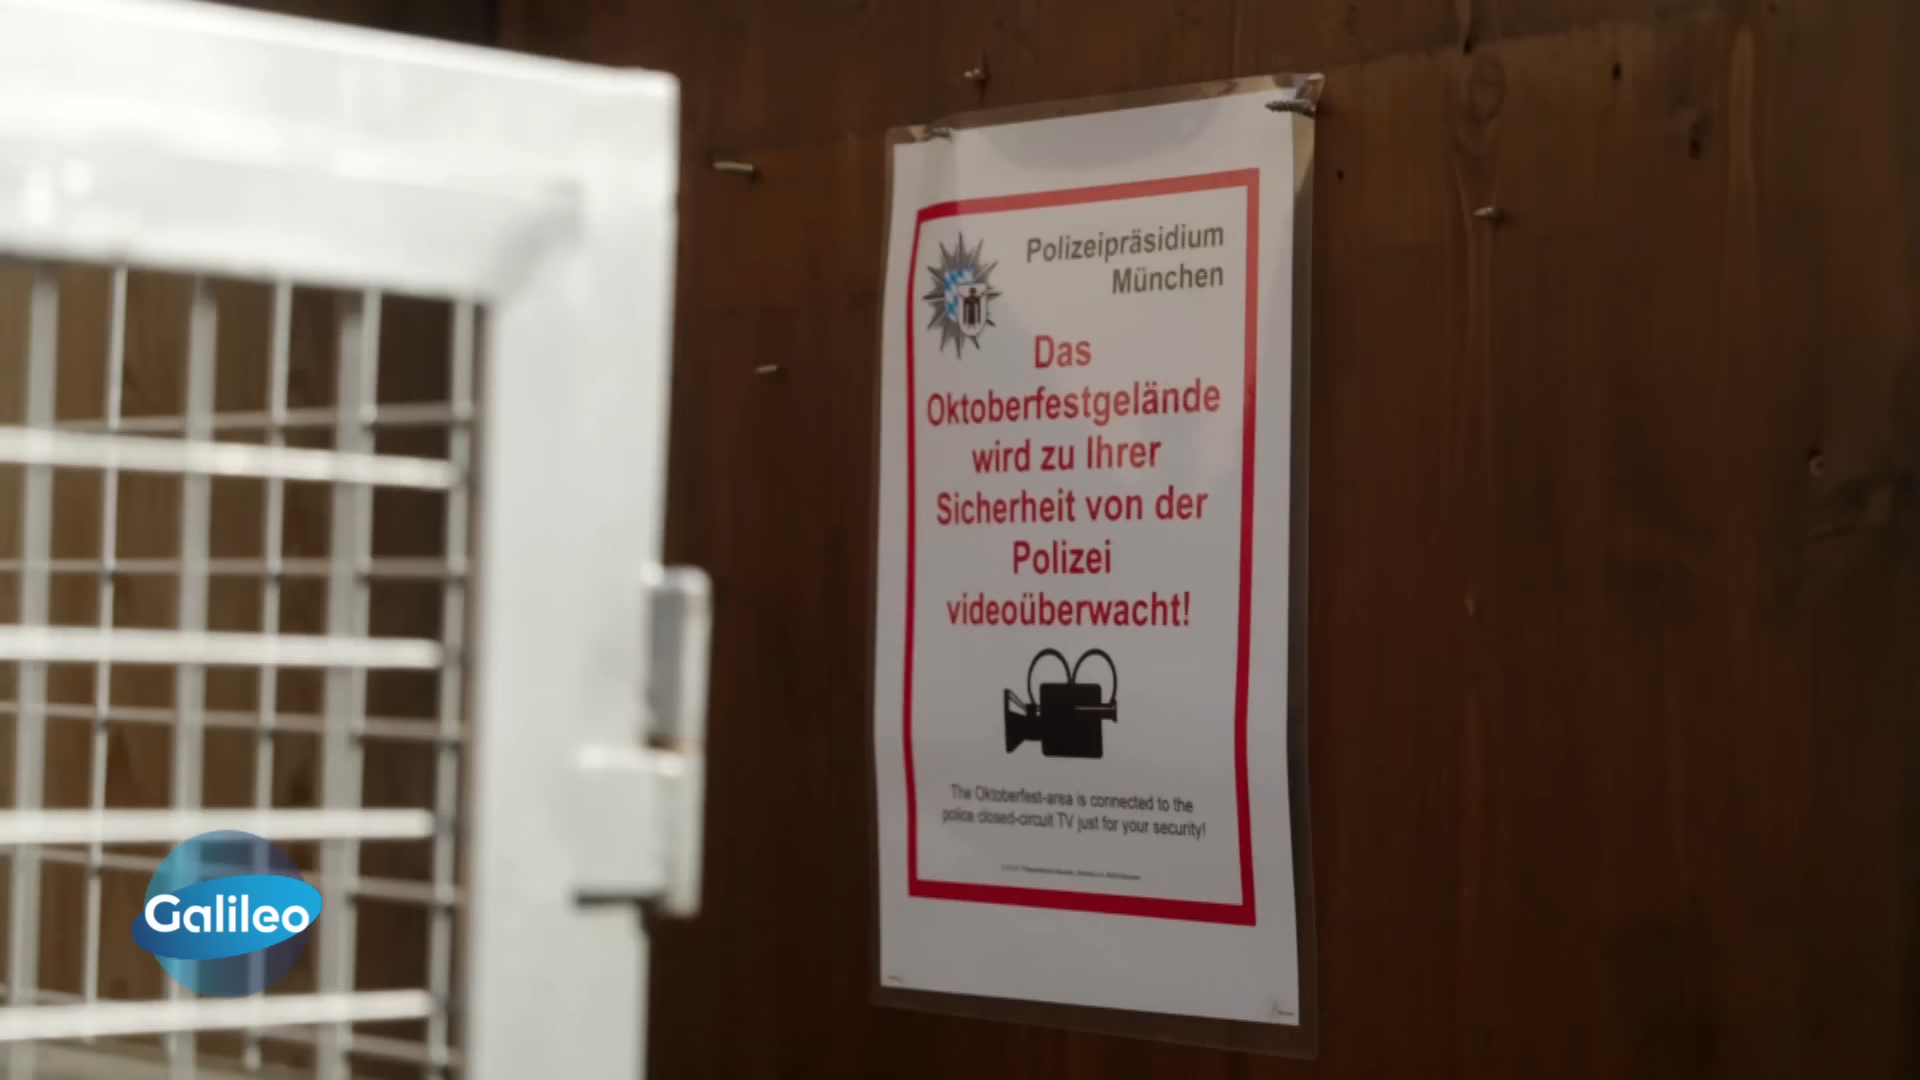 Polizeipräsidium
München
Das
Oktoberfestgelände
wird zu Ihrer
Sicherheit von der
Polizei
videoüberwacht!
The Oktoberfest-area is connected to the
police closed-circuit TV just for your security!
Galileo